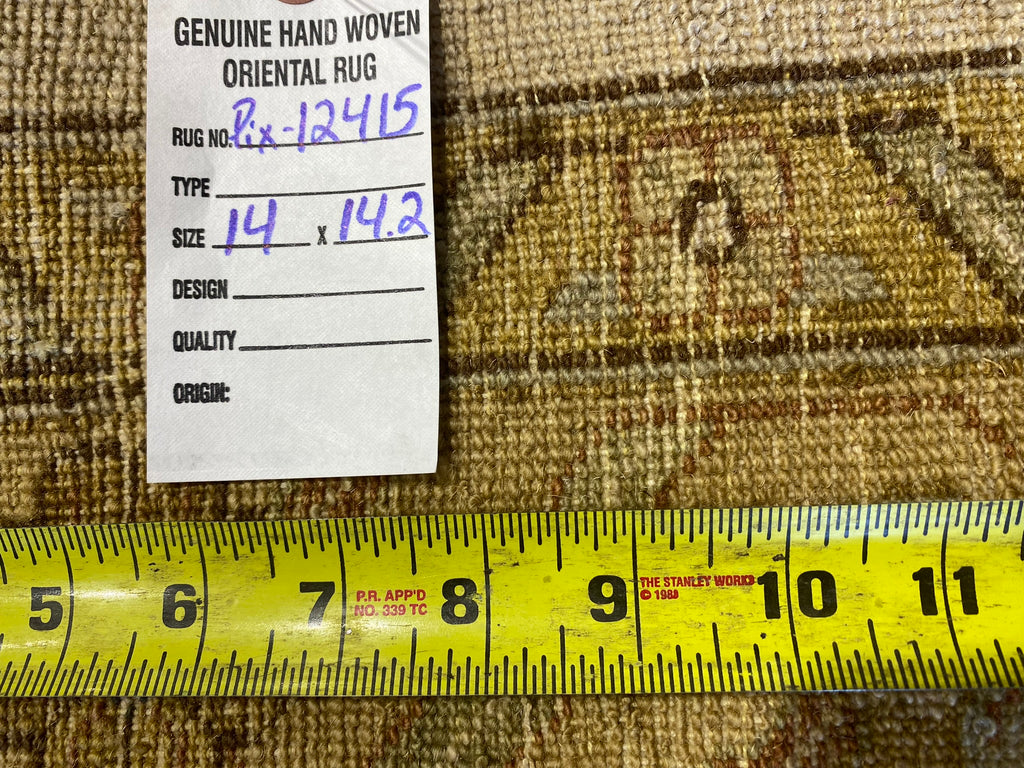 GENUINE HAND WOVEN
ORIENTAL RUG
RUG NO. Pix-12415
TYPE
SIZE 14 x 14.2
DESIGN
QUALITY
ORIGIN:
5 6 7 P.R. APP'D 8 9 THE STANLEY WORKS 10 11
NO. 339 TC © 1989